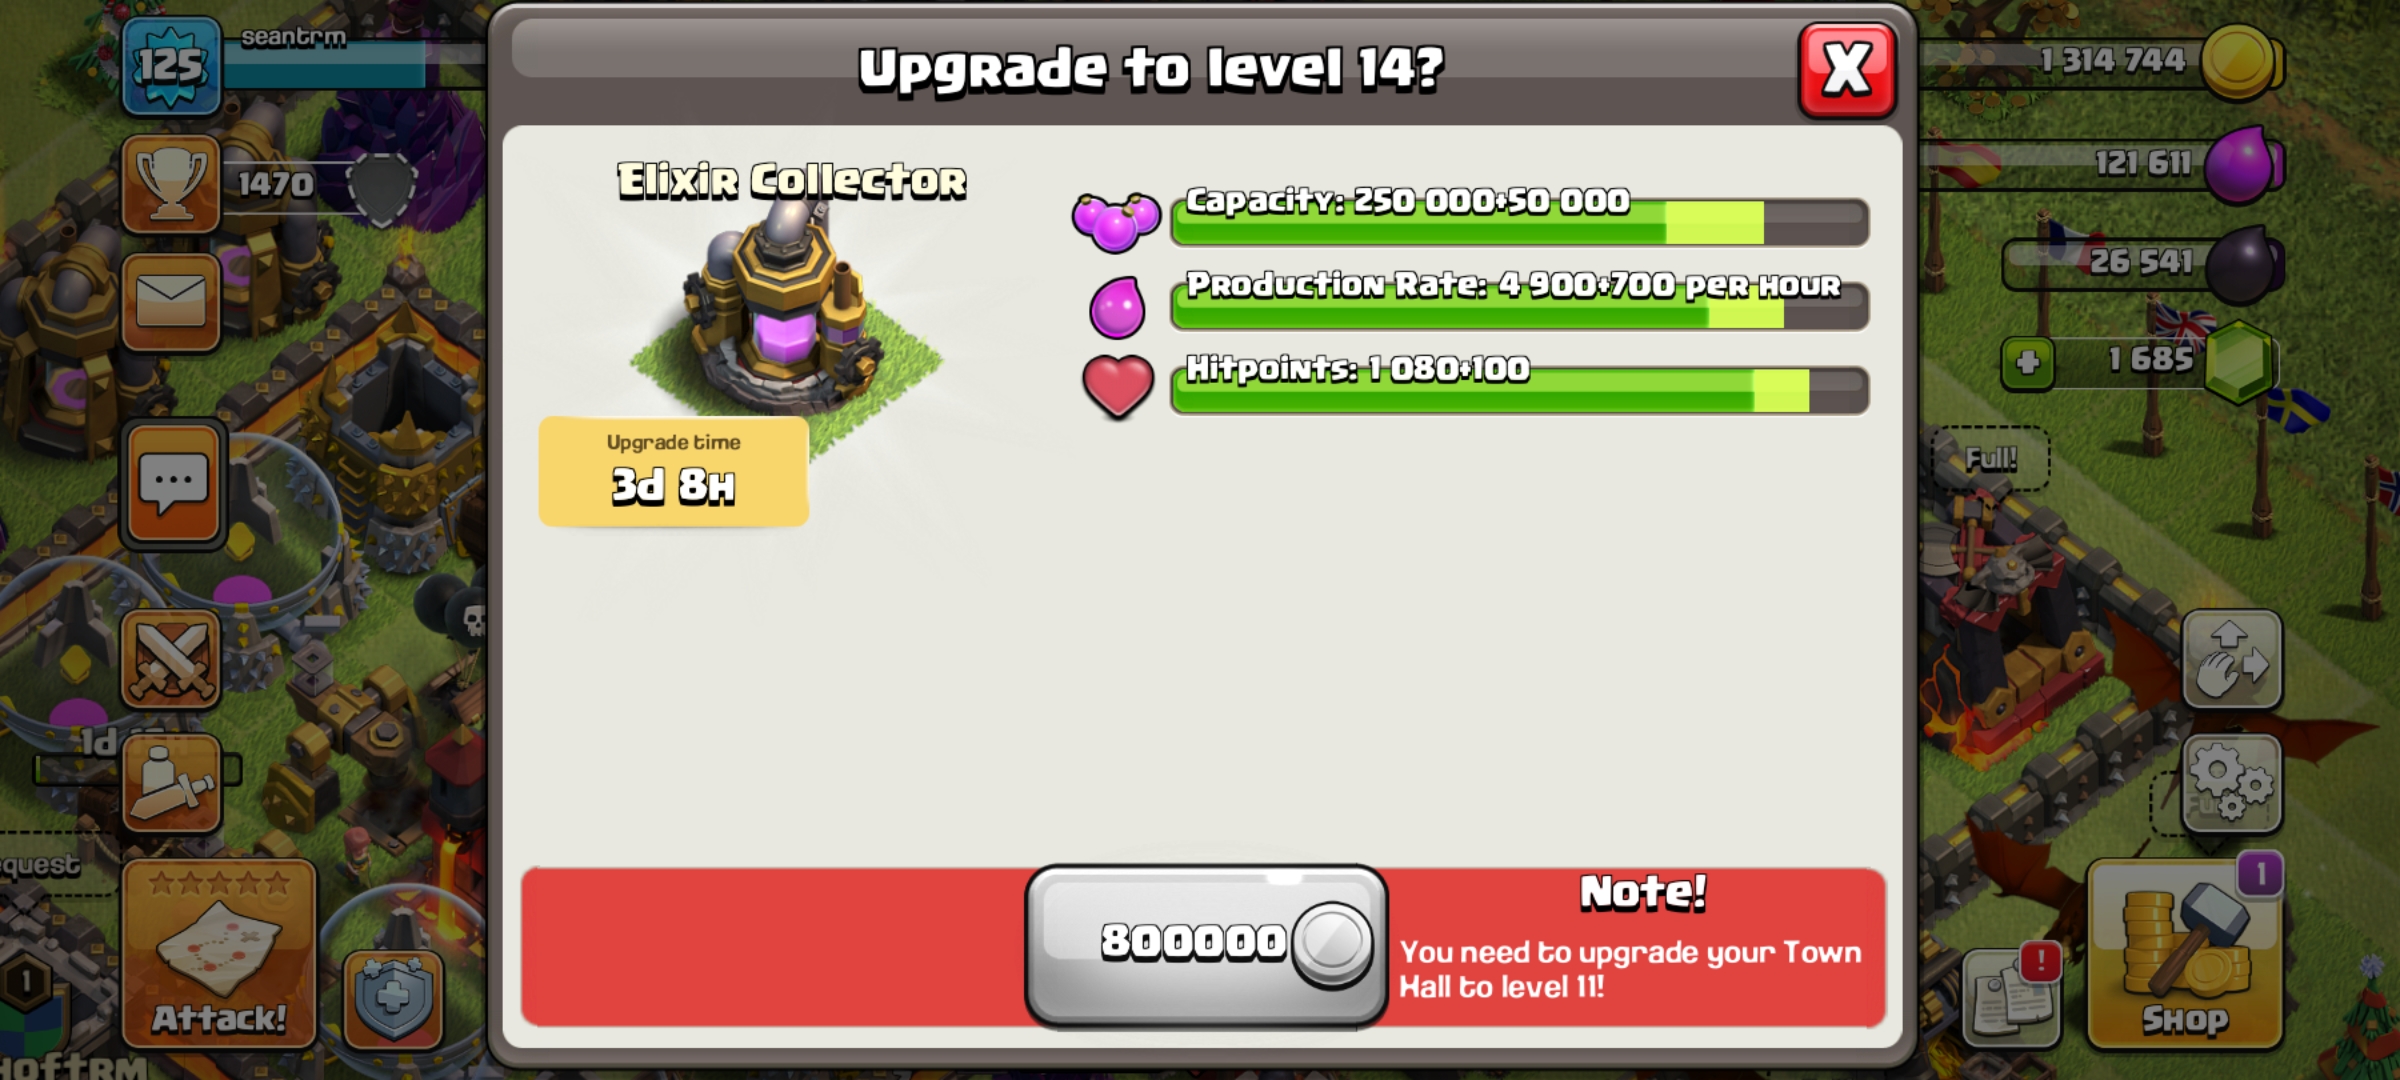 125
seantrm
1470
Upgrade to level 14?
X
1 314 744
121 611
26 541
1 685
Elixir Collector
Capacity: 250 000+50 000
Production Rate: 4 900+700 per hour
Hitpoints: 1 080+100
Upgrade time
3d 8h
Full!
1d
quest
1
Attack!
800000
Note!
You need to upgrade your Town
Hall to level 11!
1
!
Shop
hoftrm